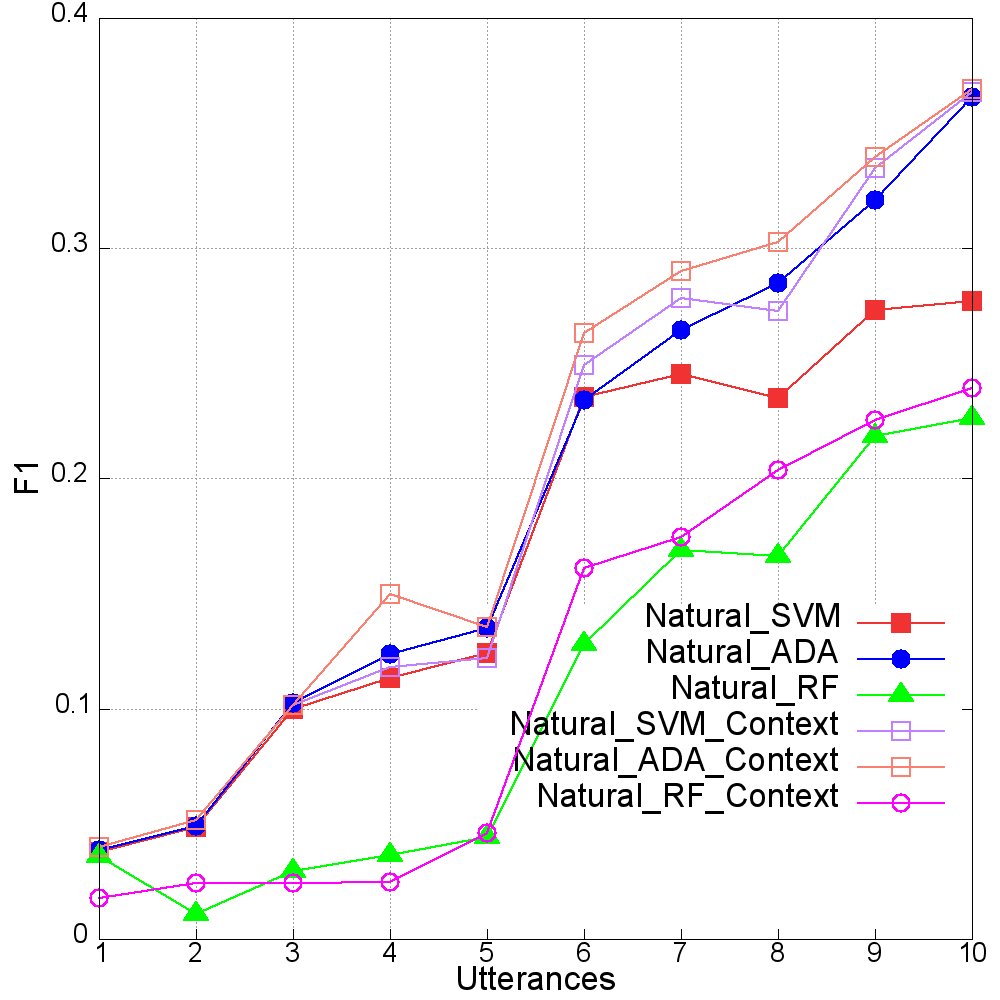 0.4
0.3
0.2
0.1
0
F1
1 2 3 4 5 6 7 8 9 10
Utterances
Natural_SVM
Natural_ADA
Natural_RF
Natural_SVM_Context
Natural_ADA_Context
Natural_RF_Context